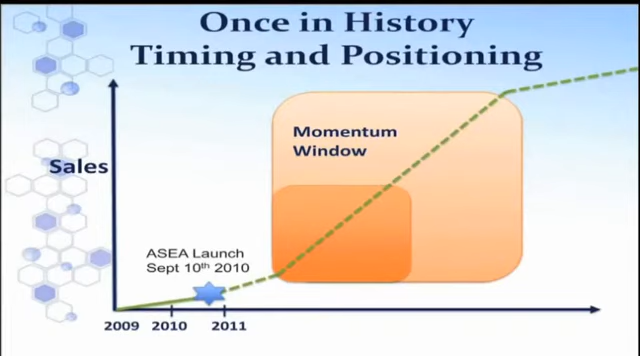 Once in History
Timing and Positioning
Momentum
Window
Sales
ASEA Launch
Sept 10th 2010
2009 2010 2011